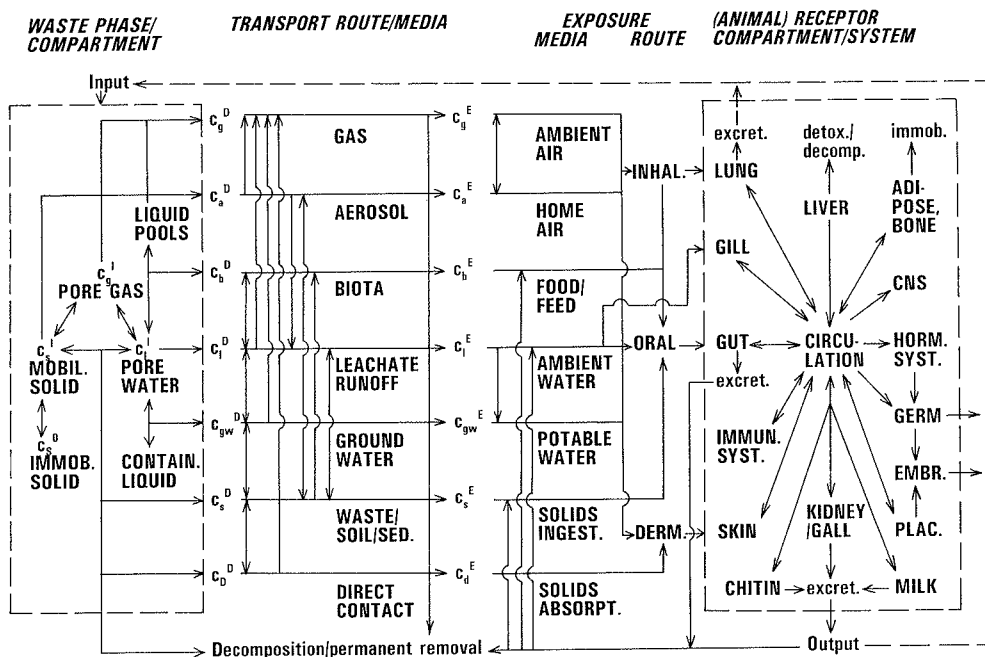 WASTE PHASE/
COMPARTMENT
TRANSPORT ROUTE/MEDIA
EXPOSURE
MEDIA ROUTE
(ANIMAL) RECEPTOR
COMPARTMENT/SYSTEM
Input
LIQUID
POOLS
C_g^I
PORE GAS
C_s^I
MOBIL.
SOLID
C_l^I
PORE
WATER
C_s^D
IMMOB.
SOLID
CONTAIN.
LIQUID
C_g^D
C_a^D
C_b^D
C_l^D
C_gw^D
C_s^D
C_D^D
GAS
AEROSOL
BIOTA
LEACHATE
RUNOFF
GROUND
WATER
WASTE/
SOIL/SED.
DIRECT
CONTACT
Decomposition/permanent removal
C_g^E
C_a^E
C_b^E
C_l^E
C_gw^E
C_s^E
C_d^E
AMBIENT
AIR
HOME
AIR
FOOD/
FEED
AMBIENT
WATER
POTABLE
WATER
SOLIDS
INGEST.
SOLIDS
ABSORPT.
INHAL.
ORAL
DERM.
excret.
LUNG
detox./
decomp.
LIVER
immob.
ADI-
POSE,
BONE
GILL
CNS
GUT
excret.
CIRCU-
LATION
HORM.
SYST.
GERM
IMMUN.
SYST.
EMBR.
SKIN
KIDNEY
/GALL
PLAC.
CHITIN
excret.
MILK
Output